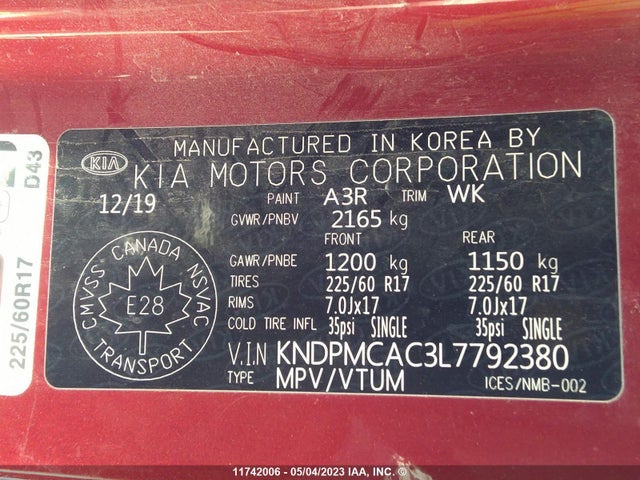 MANUFACTURED IN KOREA BY
KIA KIA MOTORS CORPORATION
12/19 PAINT A3R TRIM WK
GVWR/PNBV 2165 kg
FRONT REAR
GAWR/PNBE 1200 kg 1150 kg
TIRES 225/60 R17 225/60 R17
RIMS 7.0Jx17 7.0Jx17
COLD TIRE INFL 35psi SINGLE 35psi SINGLE
V.I.N KNDPMCAC3L7792380
TYPE MPV/VTUM ICES/NMB-002
CMVSS CANADA NSVAC
E28
TRANSPORT
225/60R17 D43
11742006 - 05/04/2023 IAA, INC. ©